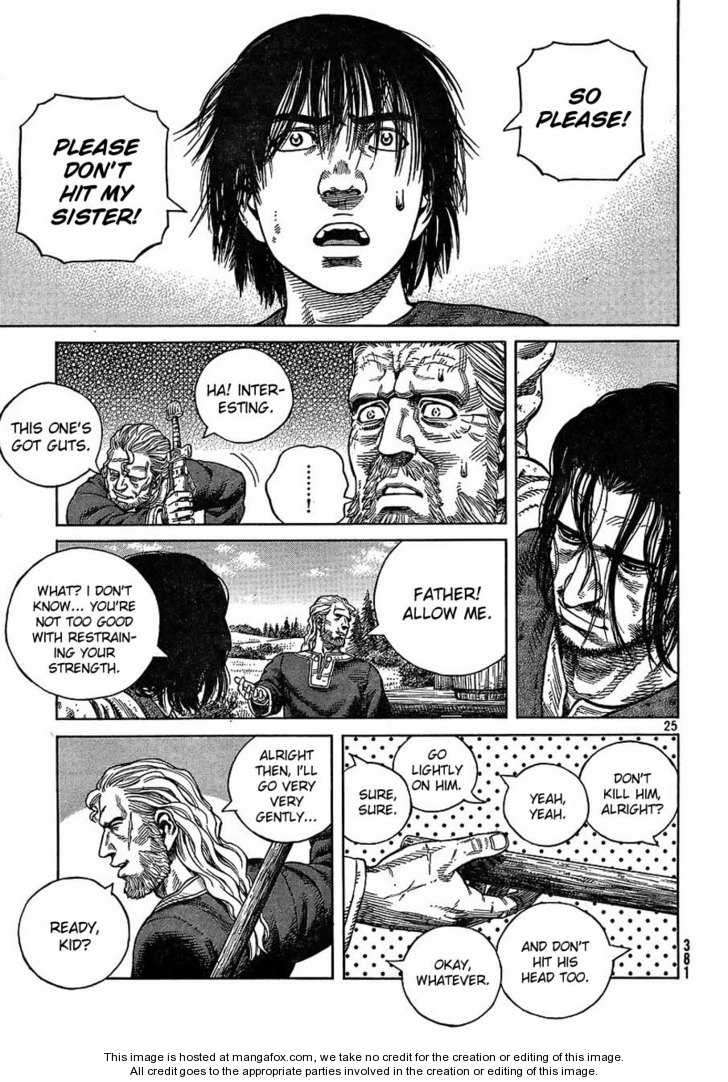 SO
PLEASE!
PLEASE
DON'T
HIT MY
SISTER!
........
HA! INTER-
ESTING.
THIS ONE'S
GOT GUTS.
FATHER!
ALLOW ME.
WHAT? I DON'T
KNOW... YOU'RE
NOT TOO GOOD
WITH RESTRAIN-
ING YOUR
STRENGTH.
25
DON'T
KILL HIM,
ALRIGHT?
YEAH,
YEAH.
GO
LIGHTLY
ON HIM.
SURE,
SURE.
AND DON'T
HIT HIS
HEAD TOO.
OKAY,
WHATEVER.
ALRIGHT
THEN, I'LL
GO VERY
VERY
GENTLY...
READY,
KID?
381
This image is hosted at mangafox.com, we take no credit for the creation or editing of this image.
All credit goes to the appropriate parties involved in the creation or editing of this image.